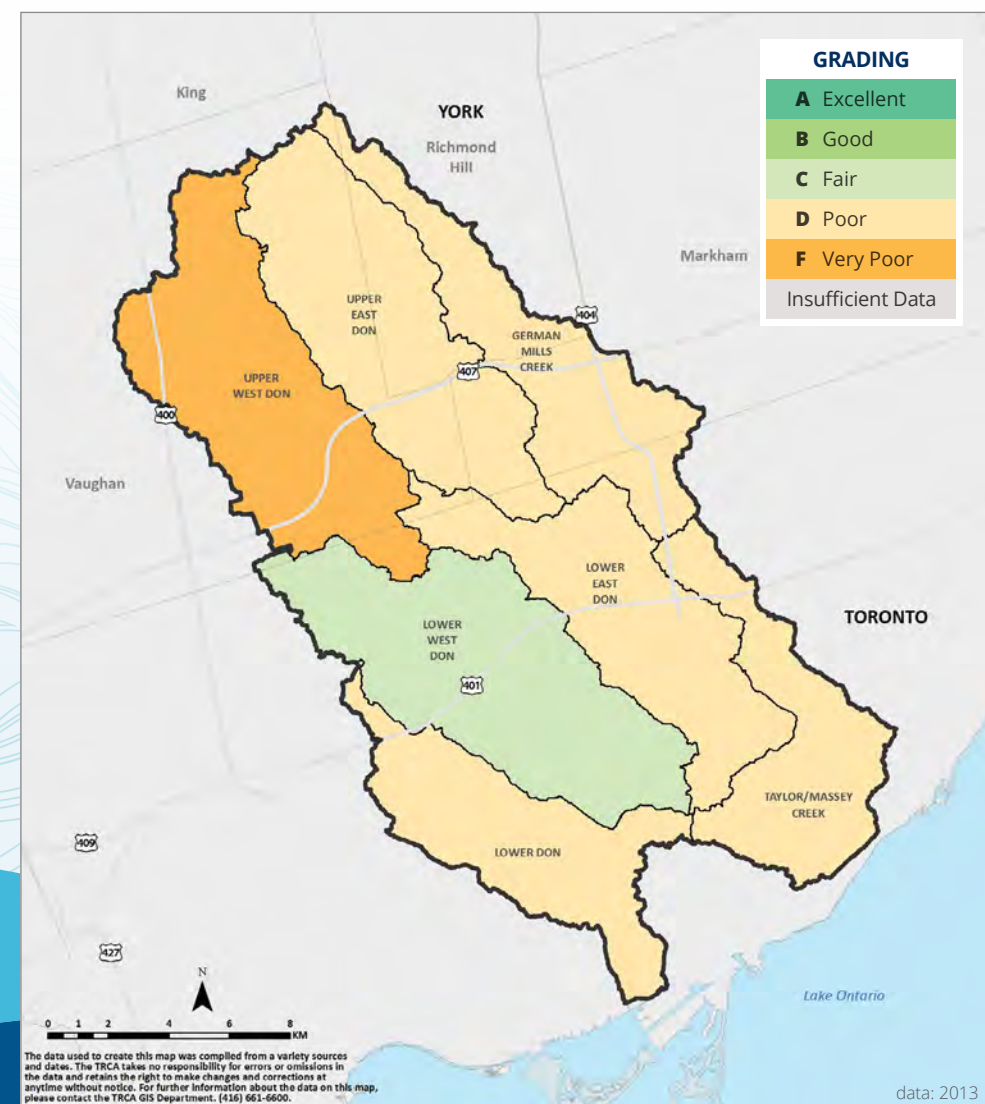 GRADING
A Excellent
B Good
C Fair
D Poor
F Very Poor
Insufficient Data
King
YORK
Richmond
Hill
Markham
404
UPPER
EAST
DON
GERMAN
MILLS
CREEK
407
UPPER
WEST DON
400
Vaughan
LOWER
EAST
DON
TORONTO
LOWER
WEST
DON
401
TAYLOR/MASSEY
CREEK
LOWER DON
409
427
N
Lake Ontario
0 1 2 4 6 8
KM
The data used to create this map was compiled from a variety sources
and dates. The TRCA takes no responsibility for errors or omissions in
the data and retains the right to make changes and corrections at
anytime without notice. For further information about the data on this map,
please contact the TRCA GIS Department. (416) 661-6600.
data: 2013